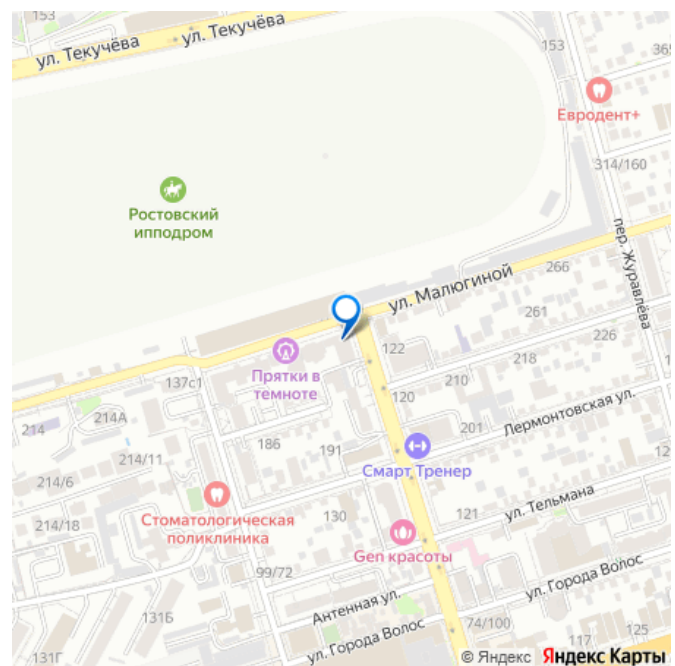 153
ул. Текучёва
ул. Текучёва
153
365
Евродент+
314/160
Ростовский
ипподром
пер. Журавлёва
ул. Малюгиной
266
261
226
122
218
Прятки в
темноте
137с1
210
120
214А
214
Лермонтовская ул.
201
186
191
214/11
Смарт Тренер
214/6
ул. Тельмана
Стоматологическая
поликлиника
130
121
214/18
Gen красоты
99/72
ул. Города Волос
Антенная ул.
131Б
74/100
117
125
ул. Города Волос
131Г
© Яндекс Яндекс Карты